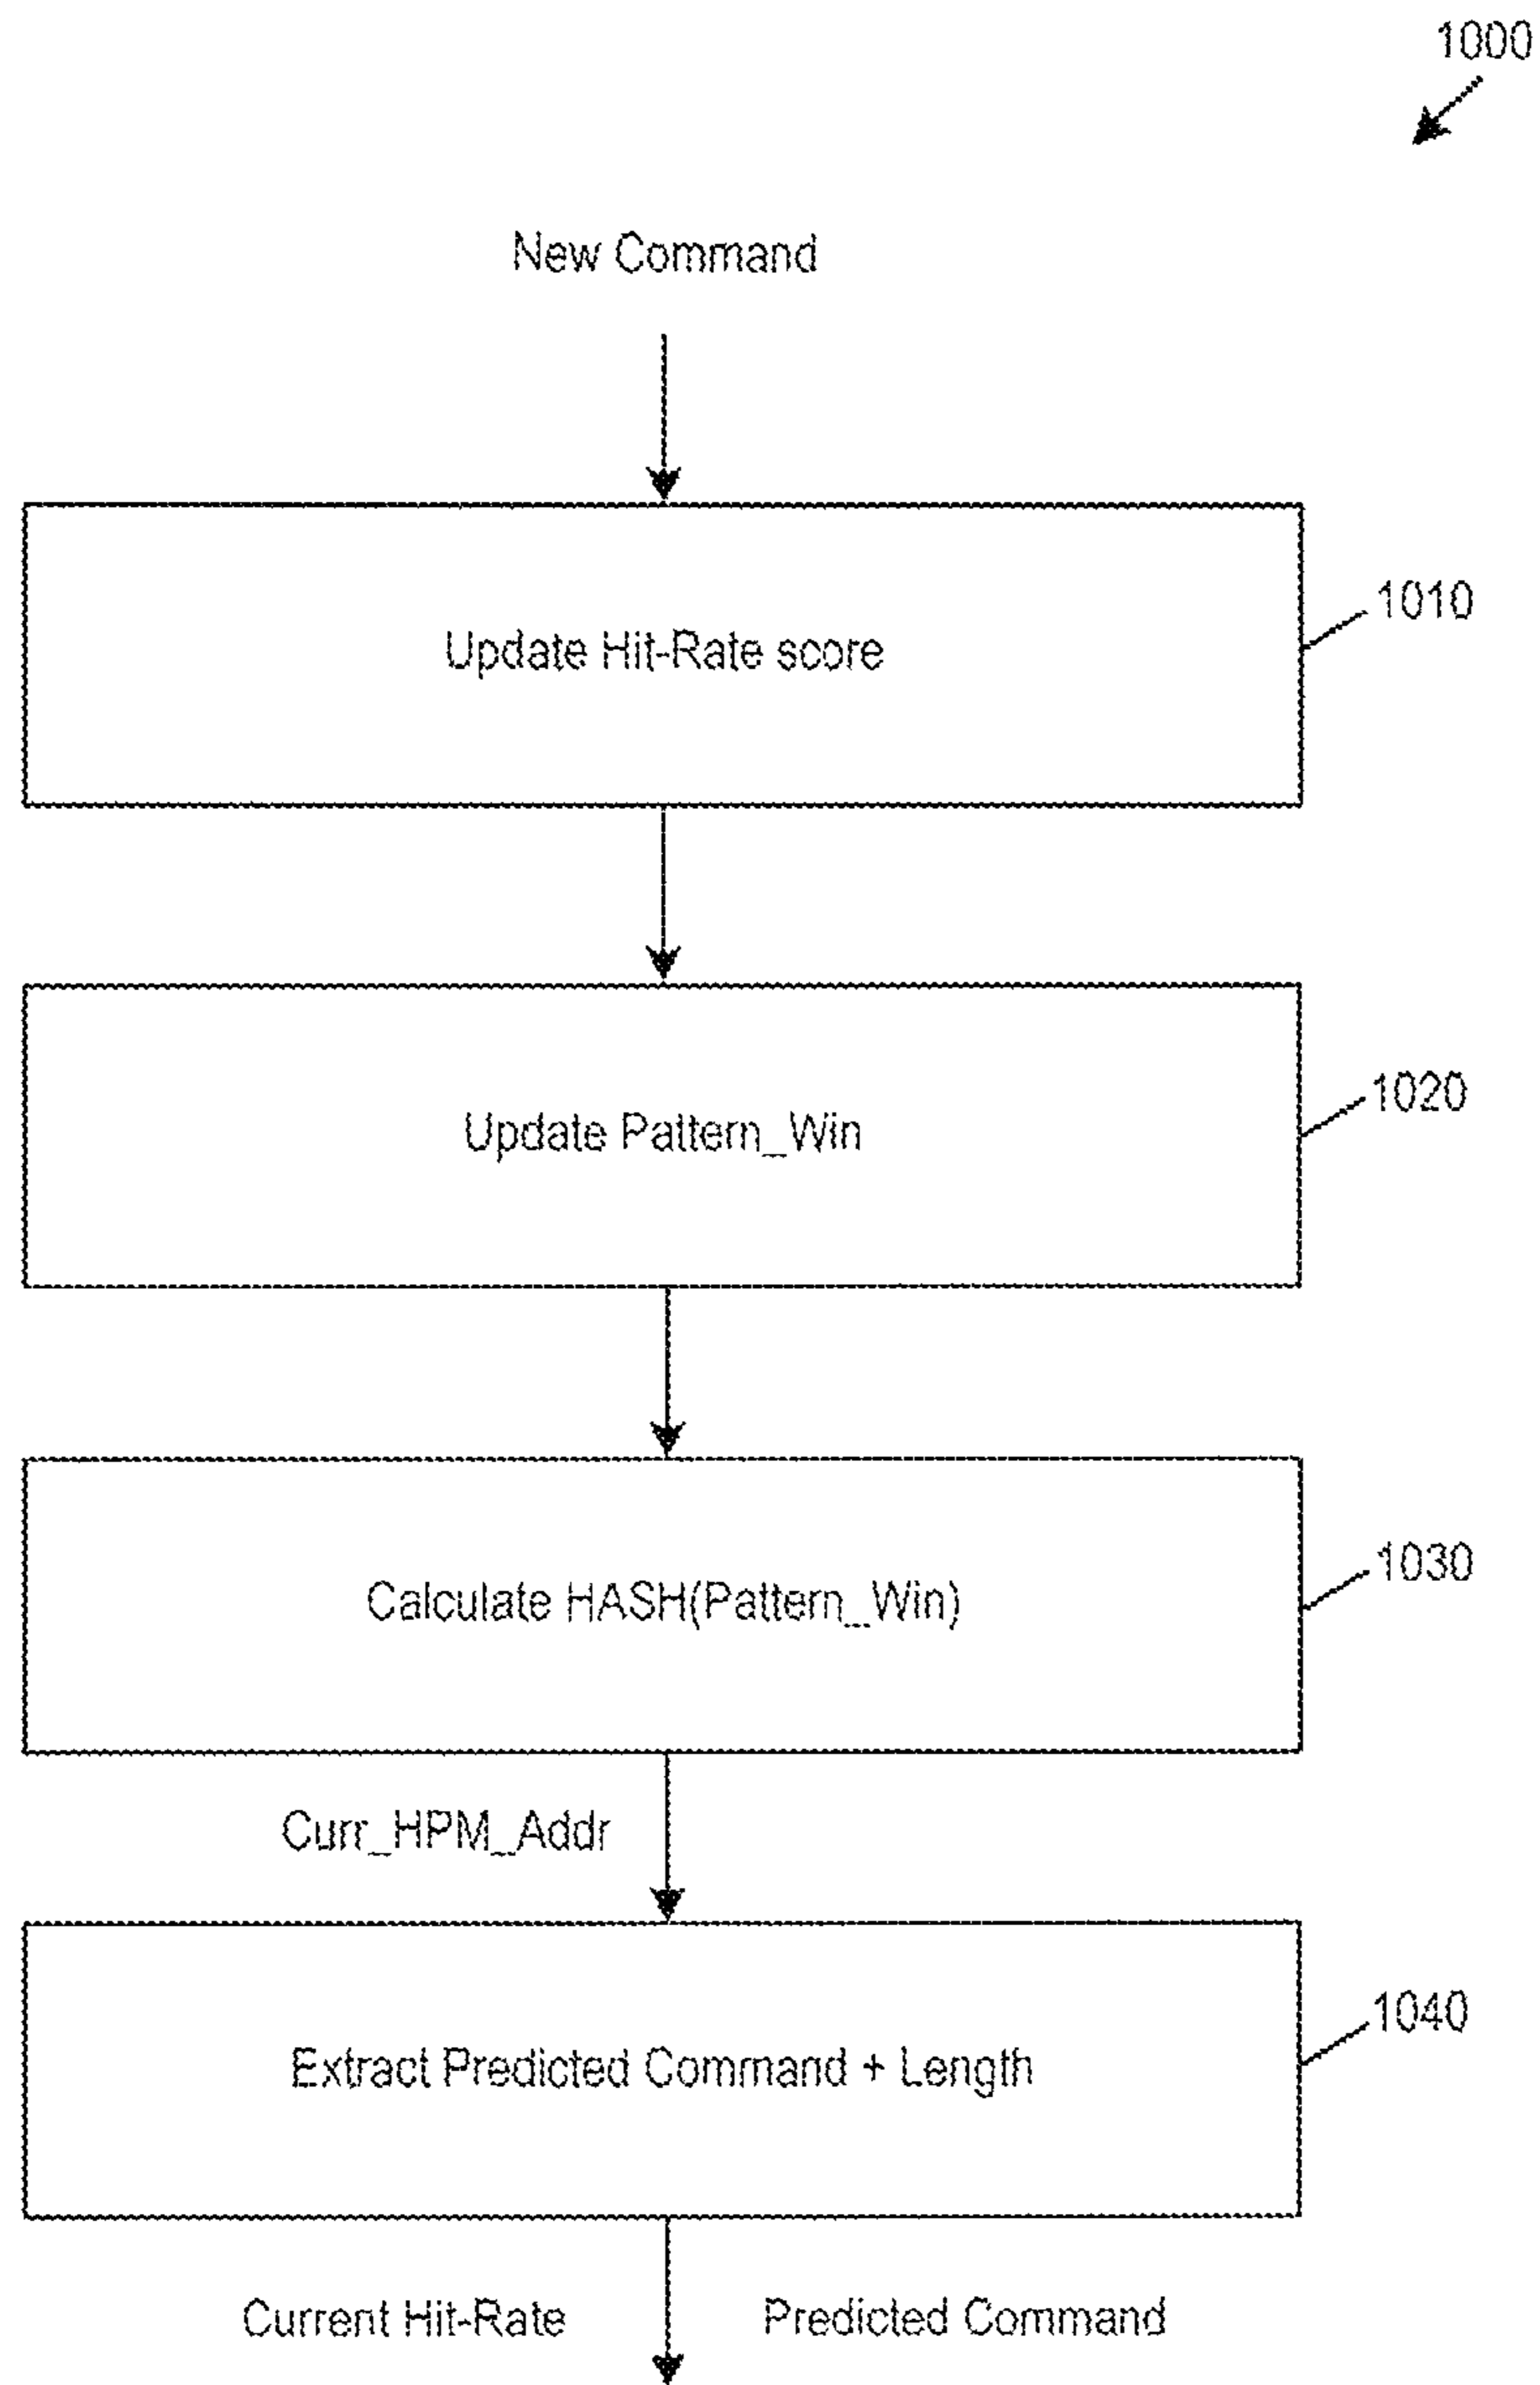 1000
New Command
Update Hit-Rate score
1010
Update Pattern_Win
1020
Calculate HASH(Pattern_Win)
1030
Curr_HPM_Addr
Extract Predicted Command + Length
1040
Current Hit-Rate
Predicted Command